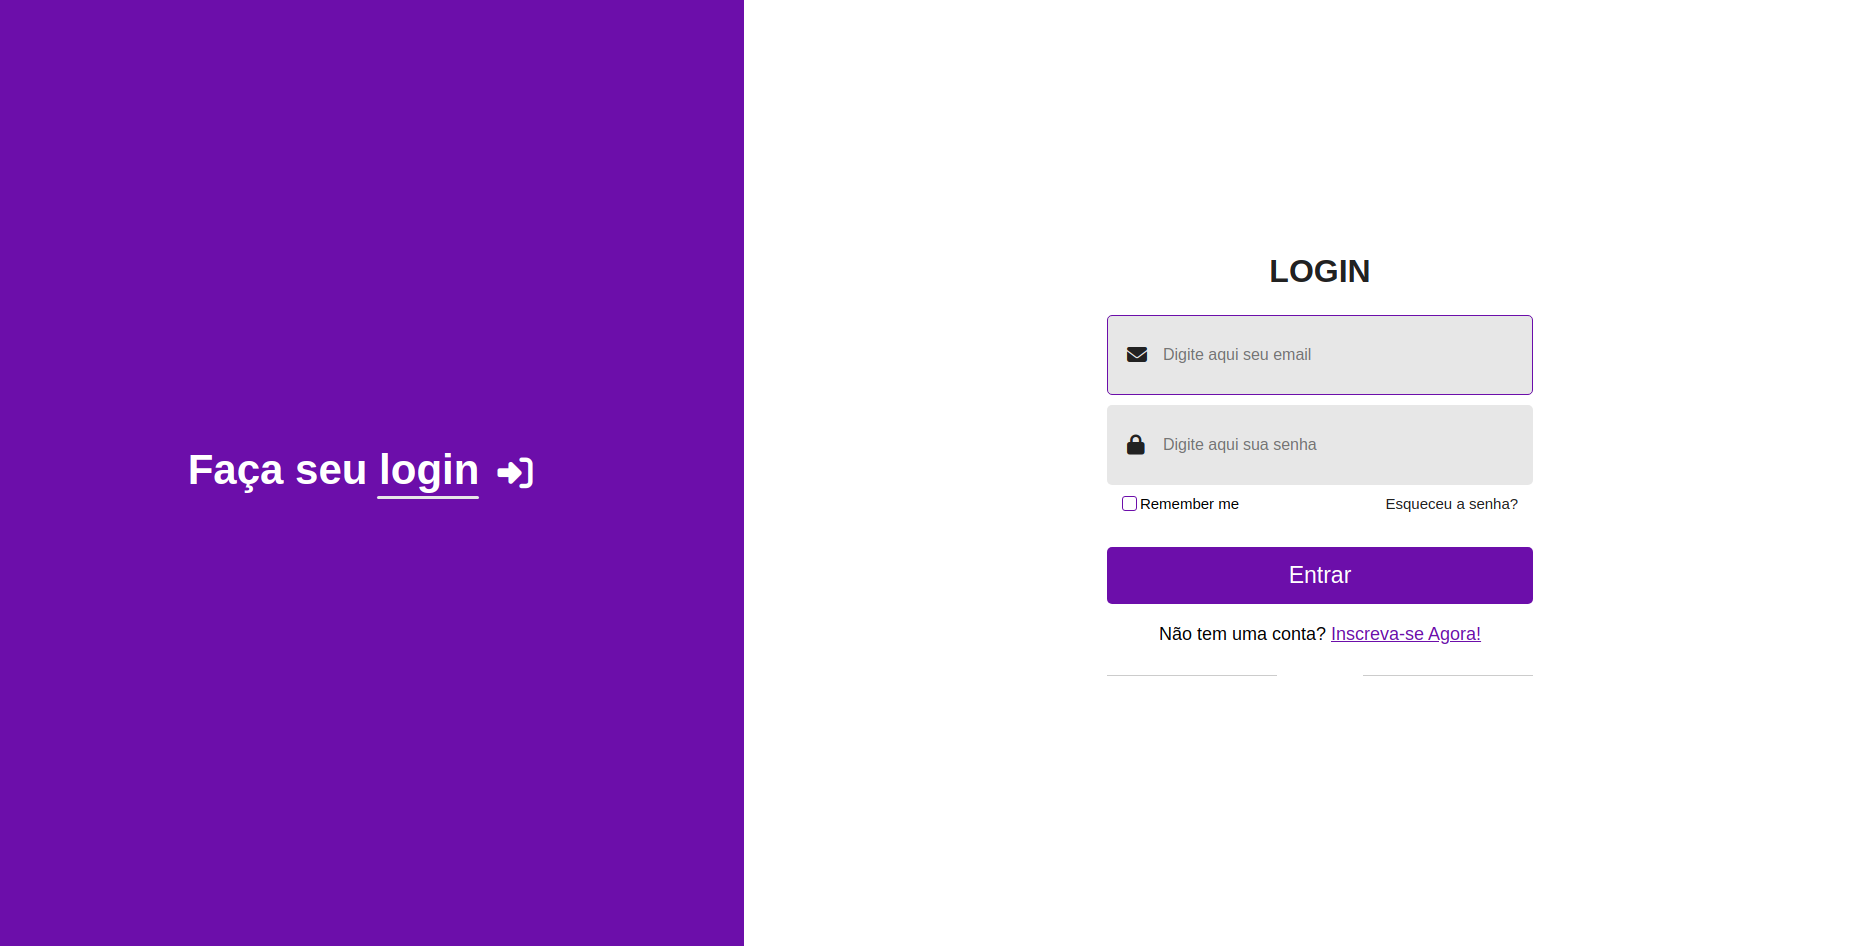 Faça seu login
LOGIN
Digite aqui seu email
Digite aqui sua senha
Remember me
Esqueceu a senha?
Entrar
Não tem uma conta? Inscreva-se Agora!